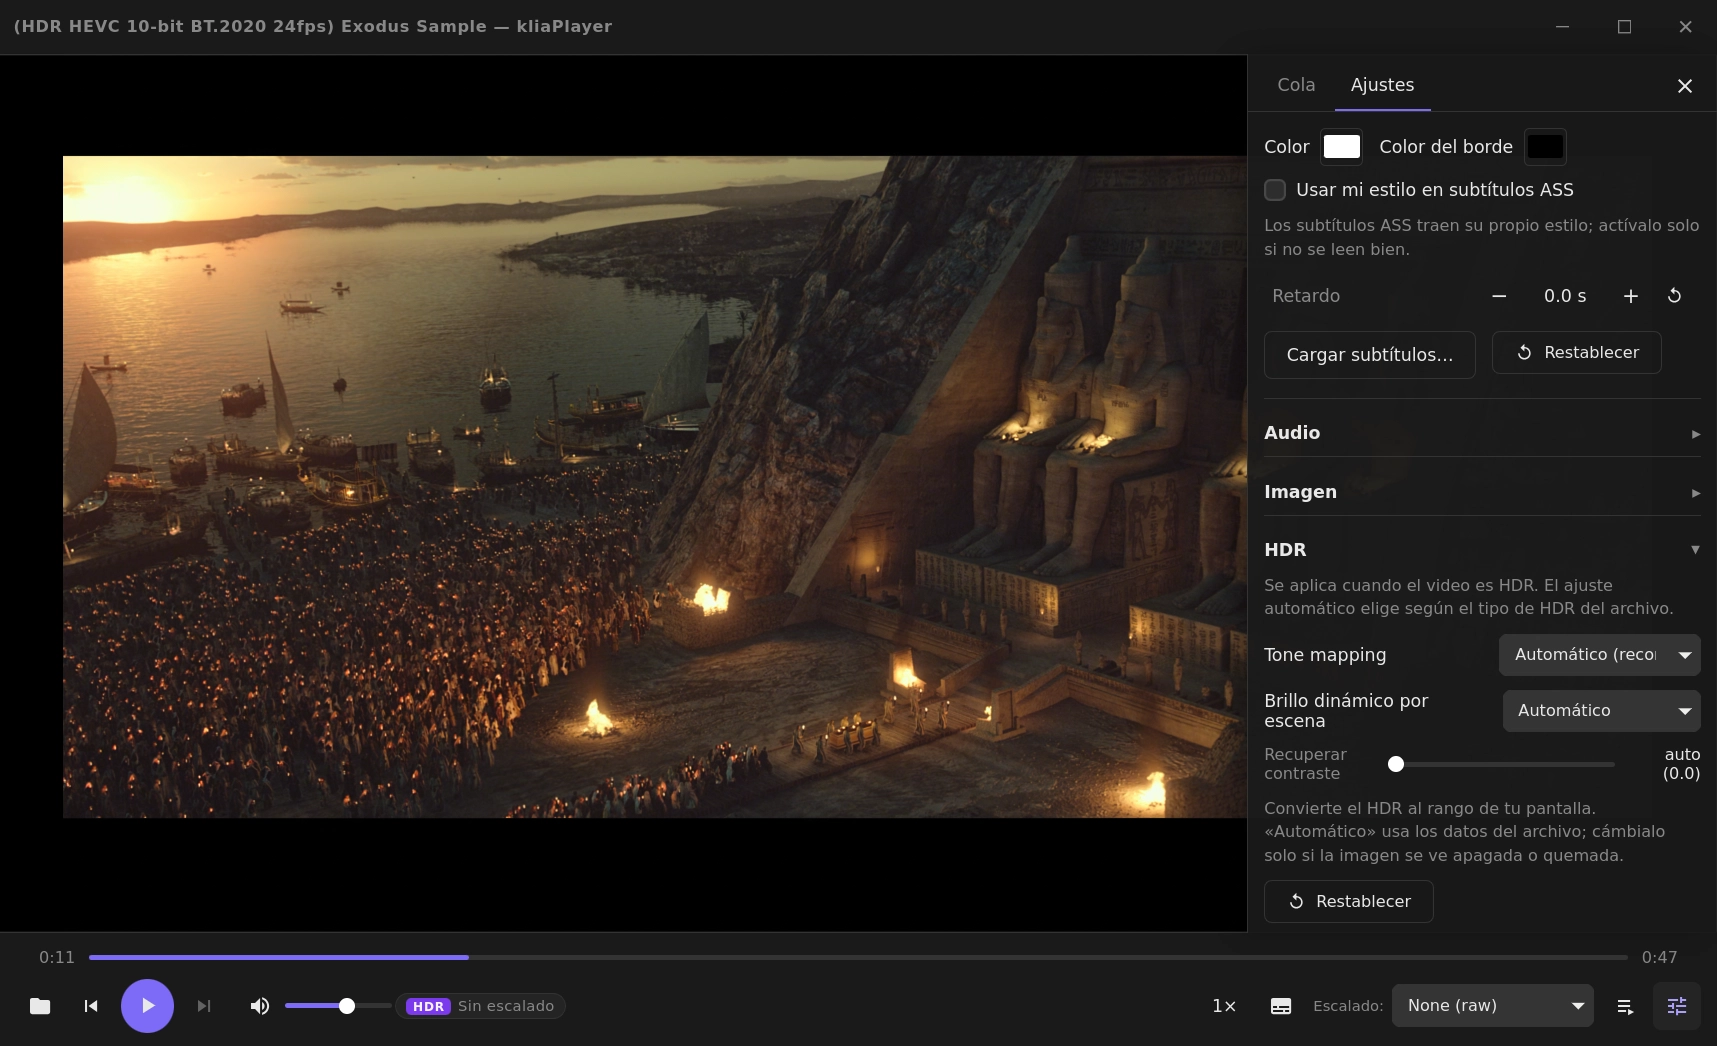 (HDR HEVC 10-bit BT.2020 24fps) Exodus Sample — kliaPlayer
Cola Ajustes
Color Color del borde
Usar mi estilo en subtítulos ASS
Los subtítulos ASS traen su propio estilo; actívalo solo
si no se leen bien.
Retardo − 0.0 s +
Cargar subtítulos... Restablecer
Audio
Imagen
HDR
Se aplica cuando el video es HDR. El ajuste
automático elige según el tipo de HDR del archivo.
Tone mapping Automático (reco
Brillo dinámico por
escena
Automático
Recuperar
contraste
auto
(0.0)
Convierte el HDR al rango de tu pantalla.
«Automático» usa los datos del archivo; cámbialo
solo si la imagen se ve apagada o quemada.
Restablecer
0:11 0:47
HDR Sin escalado 1× Escalado: None (raw)